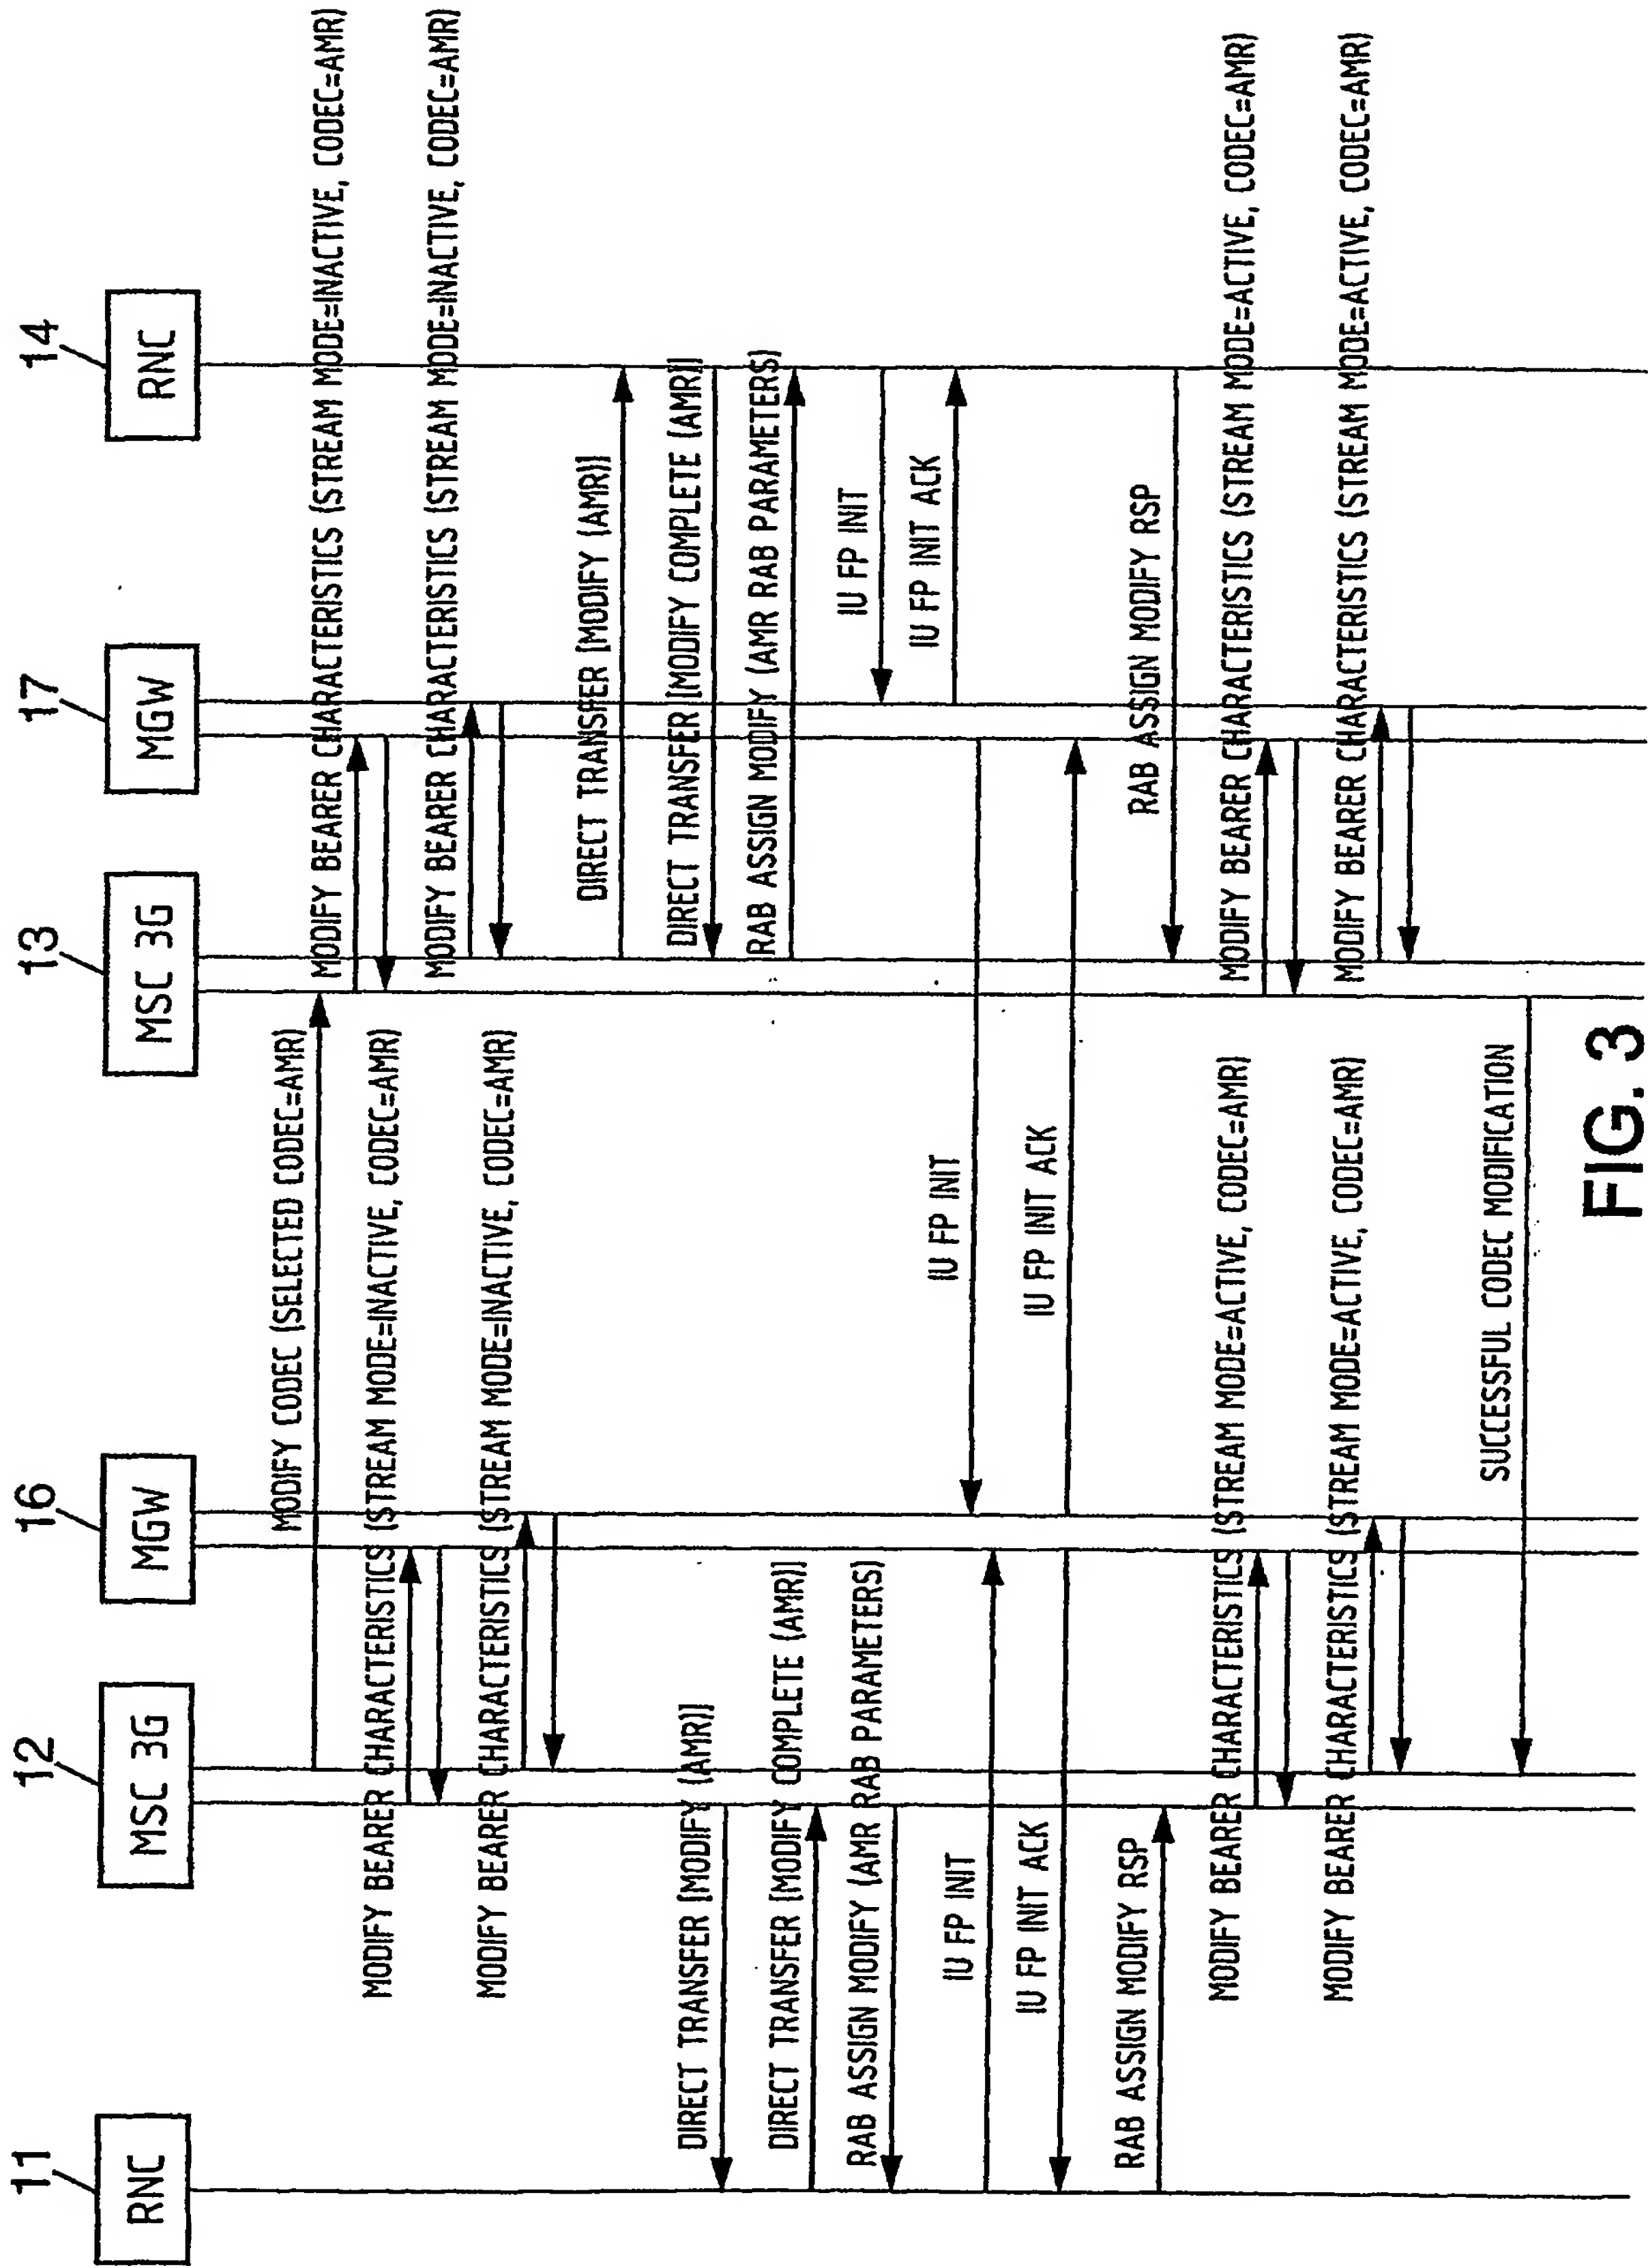 11
12
16
13
17
14
RNC
MSC 3G
MGW
MSC 3G
MGW
RNC
MODIFY CODEC (SELECTED CODEC=AMR)
MODIFY BEARER CHARACTERISTICS (STREAM MODE=INACTIVE, CODEC=AMR)
MODIFY BEARER CHARACTERISTICS (STREAM MODE=INACTIVE, CODEC=AMR)
MODIFY BEARER CHARACTERISTICS (STREAM MODE=INACTIVE, CODEC=AMR)
MODIFY BEARER CHARACTERISTICS (STREAM MODE=INACTIVE, CODEC=AMR)
DIRECT TRANSFER [MODIFY (AMR)]
DIRECT TRANSFER [MODIFY (AMR)]
DIRECT TRANSFER [MODIFY COMPLETE (AMR)]
DIRECT TRANSFER [MODIFY COMPLETE (AMR)]
RAB ASSIGN MODIFY (AMR RAB PARAMETERS)
RAB ASSIGN MODIFY (AMR RAB PARAMETERS)
IU FP INIT
IU FP INIT ACK
IU FP INIT
IU FP INIT
IU FP INIT ACK
IU FP INIT ACK
RAB ASSIGN MODIFY RSP
RAB ASSIGN MODIFY RSP
MODIFY BEARER CHARACTERISTICS (STREAM MODE=ACTIVE, CODEC=AMR)
MODIFY BEARER CHARACTERISTICS (STREAM MODE=ACTIVE, CODEC=AMR)
MODIFY BEARER CHARACTERISTICS (STREAM MODE=ACTIVE, CODEC=AMR)
MODIFY BEARER CHARACTERISTICS (STREAM MODE=ACTIVE, CODEC=AMR)
SUCCESSFUL CODEC MODIFICATION
FIG. 3